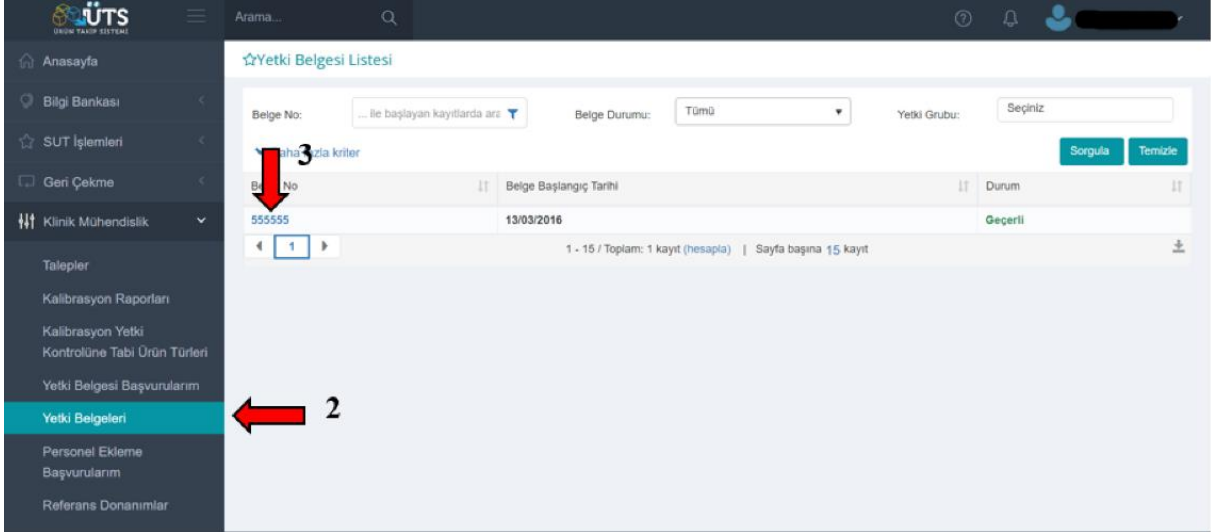 ÜTS
ÜRÜN TAKİP SİSTEMİ
Arama...
Anasayfa
Bilgi Bankası
SUT İşlemleri
Geri Çekme
Klinik Mühendislik
Talepler
Kalibrasyon Raporları
Kalibrasyon Yetki
Kontrolüne Tabi Ürün Türleri
Yetki Belgesi Başvurularım
Yetki Belgeleri
Personel Ekleme
Başvurularım
Referans Donanımlar
Yetki Belgesi Listesi
Belge No: ... ile başlayan kayıtlarda ara Belge Durumu: Tümü Yetki Grubu: Seçiniz
fazla kriter 3 Sorgula Temizle
No Belge Başlangıç Tarihi Durum
555555 13/03/2016 Geçerli
1 1 - 15 / Toplam: 1 kayıt (hesapla) | Sayfa başına 15 kayıt
2